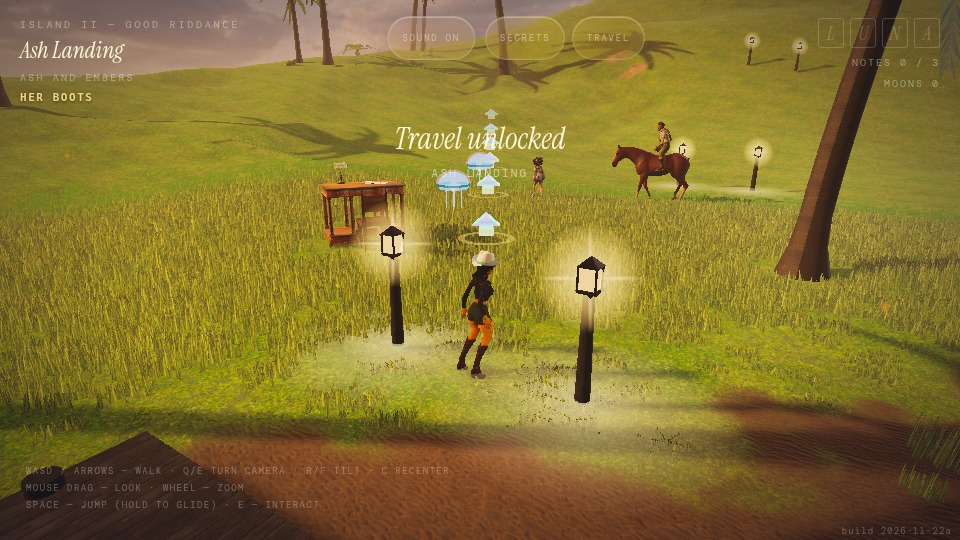 ISLAND II — GOOD RIDDANCE
Ash Landing
ASH AND EMBERS
HER BOOTS
SOUND ON
SECRETS
TRAVEL
L U N A
NOTES 0 / 3
MOONS 0
Travel unlocked
ASH LANDING
WASD / ARROWS — WALK · Q/E TURN CAMERA · R/F TILT · C RECENTER
MOUSE DRAG — LOOK · WHEEL — ZOOM
SPACE — JUMP (HOLD TO GLIDE) · E — INTERACT
build 2026-11-22a